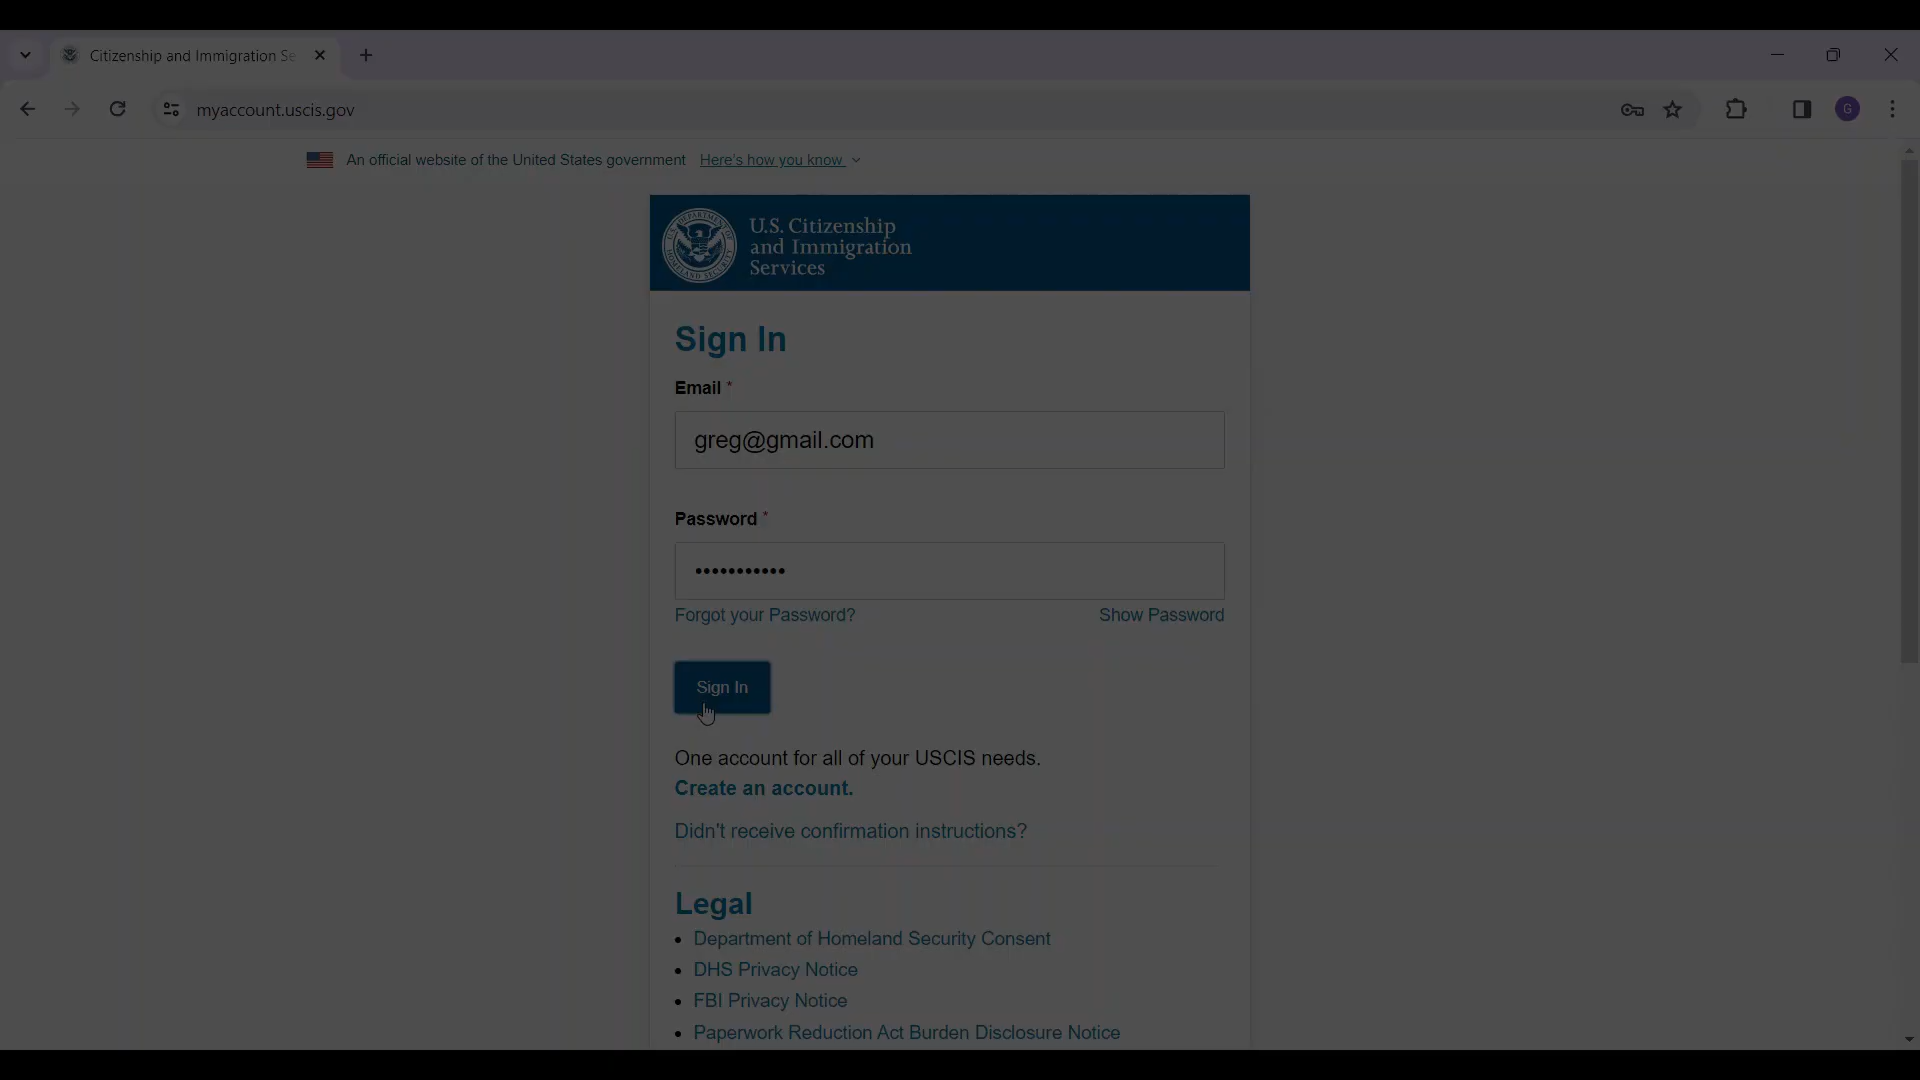 Citizenship and Immigration Se
myaccount.uscis.gov
G
An official website of the United States government Here's how you know
U.S. Citizenship
and Immigration
Services
Sign In
Email *
greg@gmail.com
Password *
•••••••••••
Forgot your Password? Show Password
Sign In
One account for all of your USCIS needs.
Create an account.
Didn't receive confirmation instructions?
Legal
• Department of Homeland Security Consent
• DHS Privacy Notice
• FBI Privacy Notice
• Paperwork Reduction Act Burden Disclosure Notice